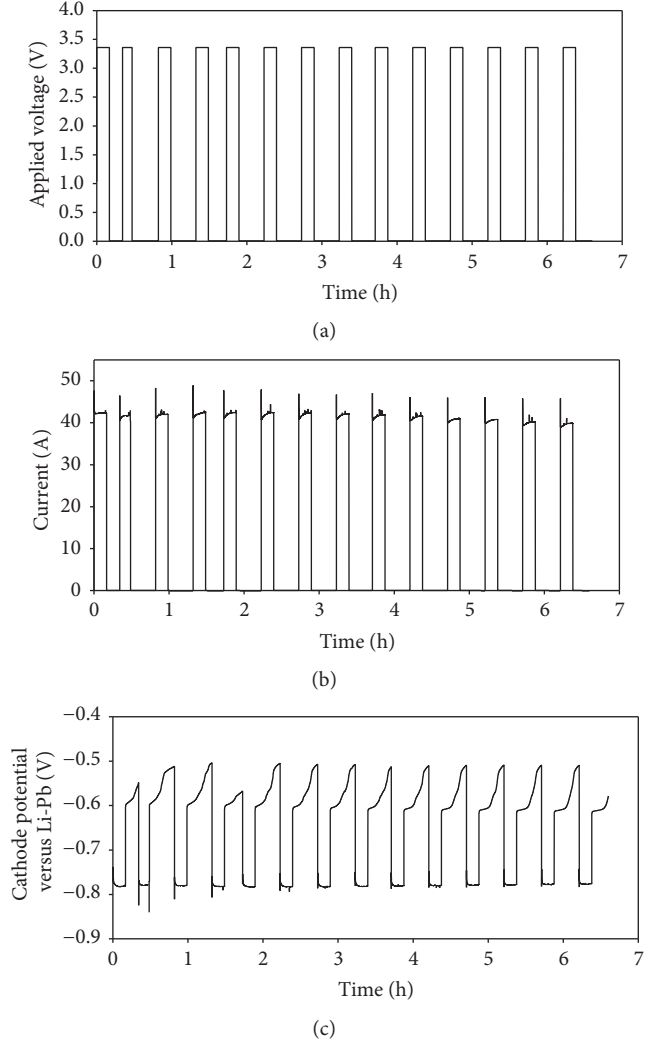 4.0
3.5
3.0
2.5
2.0
1.5
1.0
0.5
0.0
Applied voltage (V)
0 1 2 3 4 5 6 7
Time (h)
(a)
50
40
30
20
10
0
Current (A)
0 1 2 3 4 5 6 7
Time (h)
(b)
−0.4
−0.5
−0.6
−0.7
−0.8
−0.9
Cathode potential
versus Li-Pb (V)
0 1 2 3 4 5 6 7
Time (h)
(c)